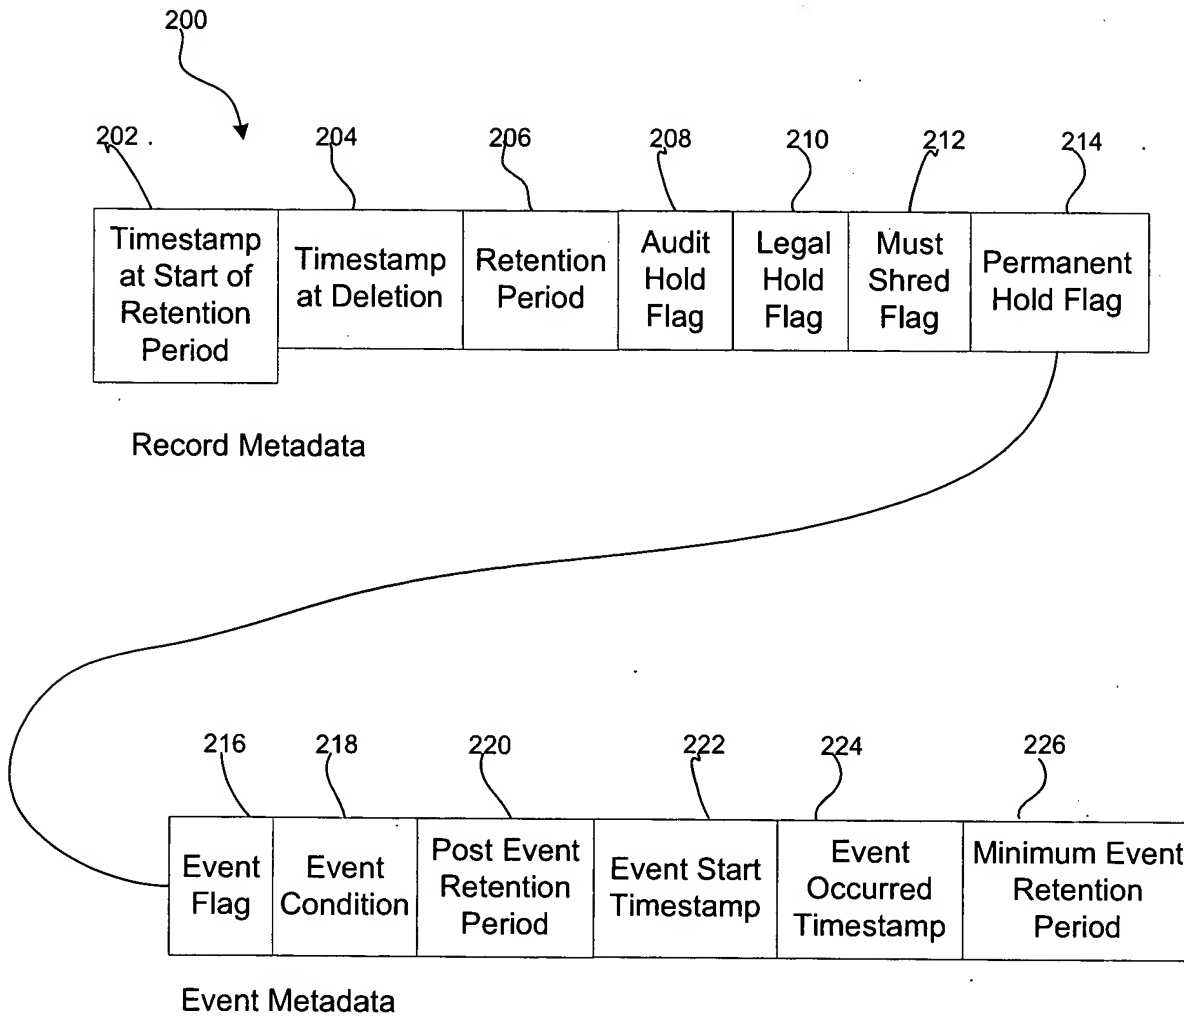 200
202 204 206 208 210 212 214
Timestamp
at Start of
Retention
Period
Timestamp
at Deletion
Retention
Period
Audit
Hold
Flag
Legal
Hold
Flag
Must
Shred
Flag
Permanent
Hold Flag
Record Metadata
216 218 220 222 224 226
Event
Flag
Event
Condition
Post Event
Retention
Period
Event Start
Timestamp
Event
Occurred
Timestamp
Minimum Event
Retention
Period
Event Metadata